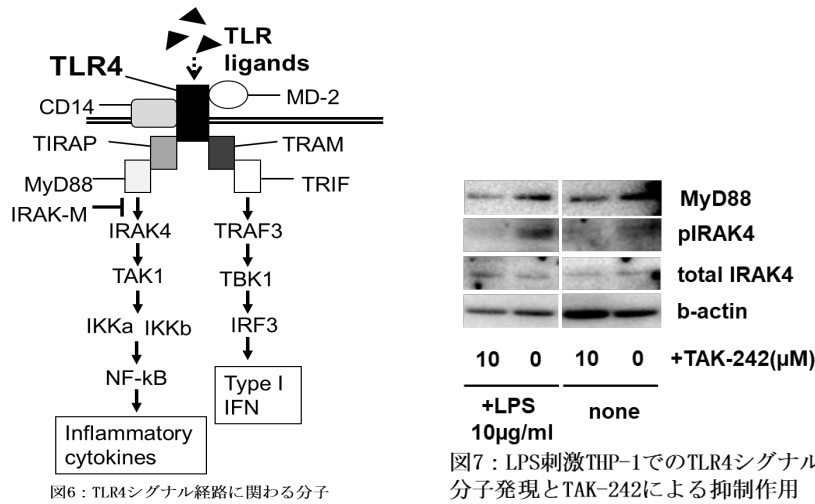 TLR
ligands
TLR4
CD14
MD-2
TIRAP
TRAM
MyD88
TRIF
IRAK-M
IRAK4
TRAF3
TAK1
TBK1
IKKa IKKb
IRF3
NF-kB
Type I
IFN
Inflammatory
cytokines
図6：TLR4シグナル経路に関わる分子
MyD88
pIRAK4
total IRAK4
b-actin
10 0 10 0 +TAK-242(μM)
+LPS
10μg/ml
none
図7：LPS刺激THP-1でのTLR4シグナル
分子発現とTAK-242による抑制作用